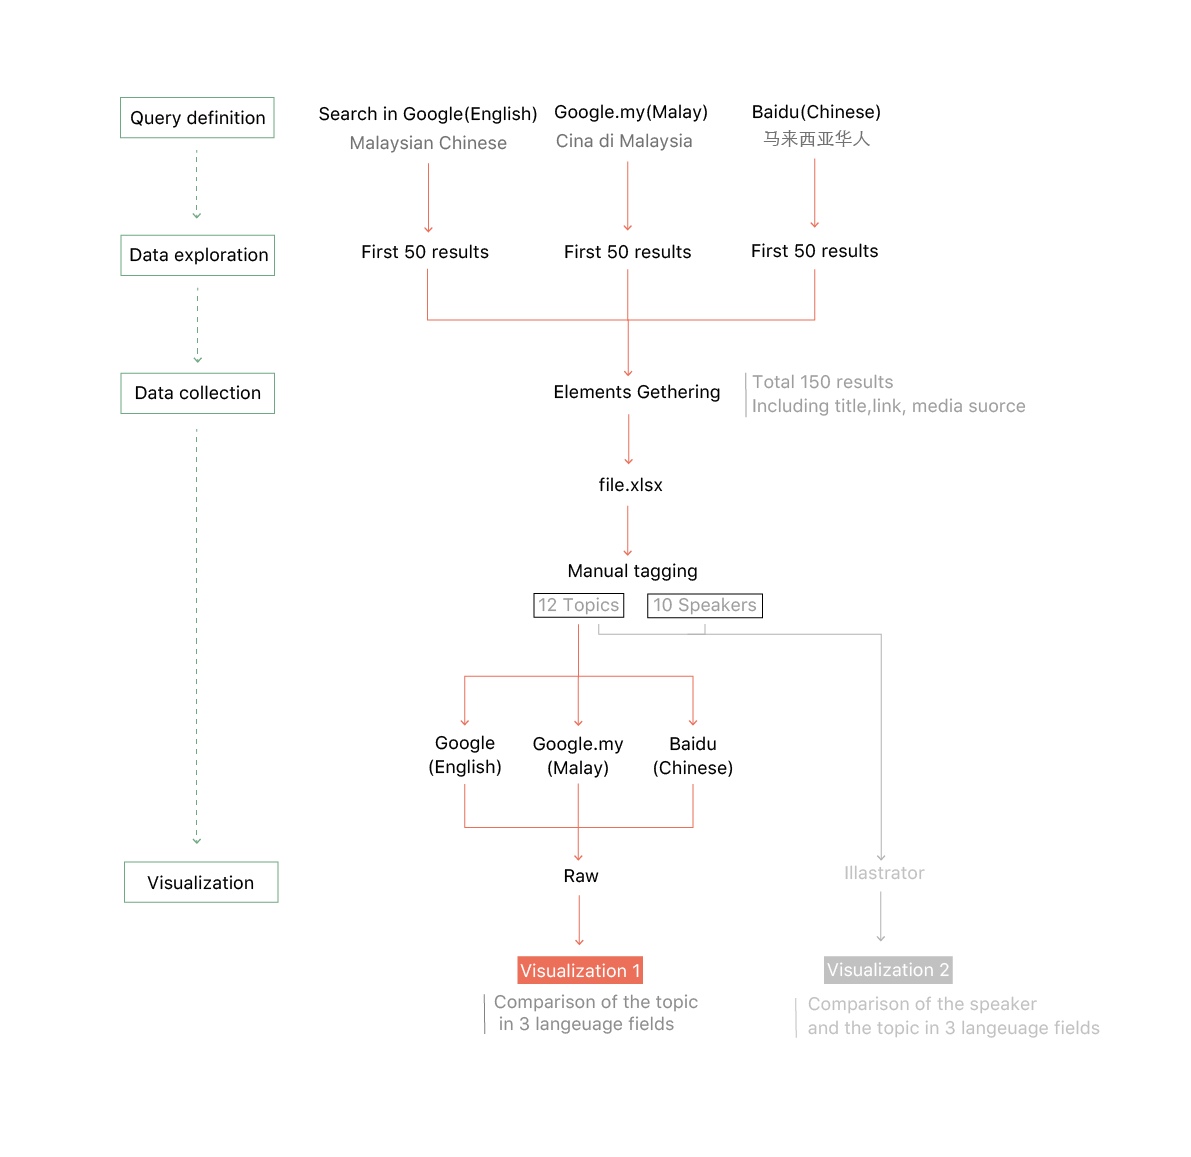 Query definition
Search in Google(English)
Malaysian Chinese
Google.my(Malay)
Cina di Malaysia
Baidu(Chinese)
马来西亚华人
Data exploration
First 50 results
First 50 results
First 50 results
Data collection
Elements Gethering
Total 150 results
Including title,link, media suorce
file.xlsx
Manual tagging
12 Topics
10 Speakers
Google
(English)
Google.my
(Malay)
Baidu
(Chinese)
Visualization
Raw
Illastrator
Visualization 1
Comparison of the topic
in 3 langeuage fields
Visualization 2
Comparison of the speaker
and the topic in 3 langeuage fields